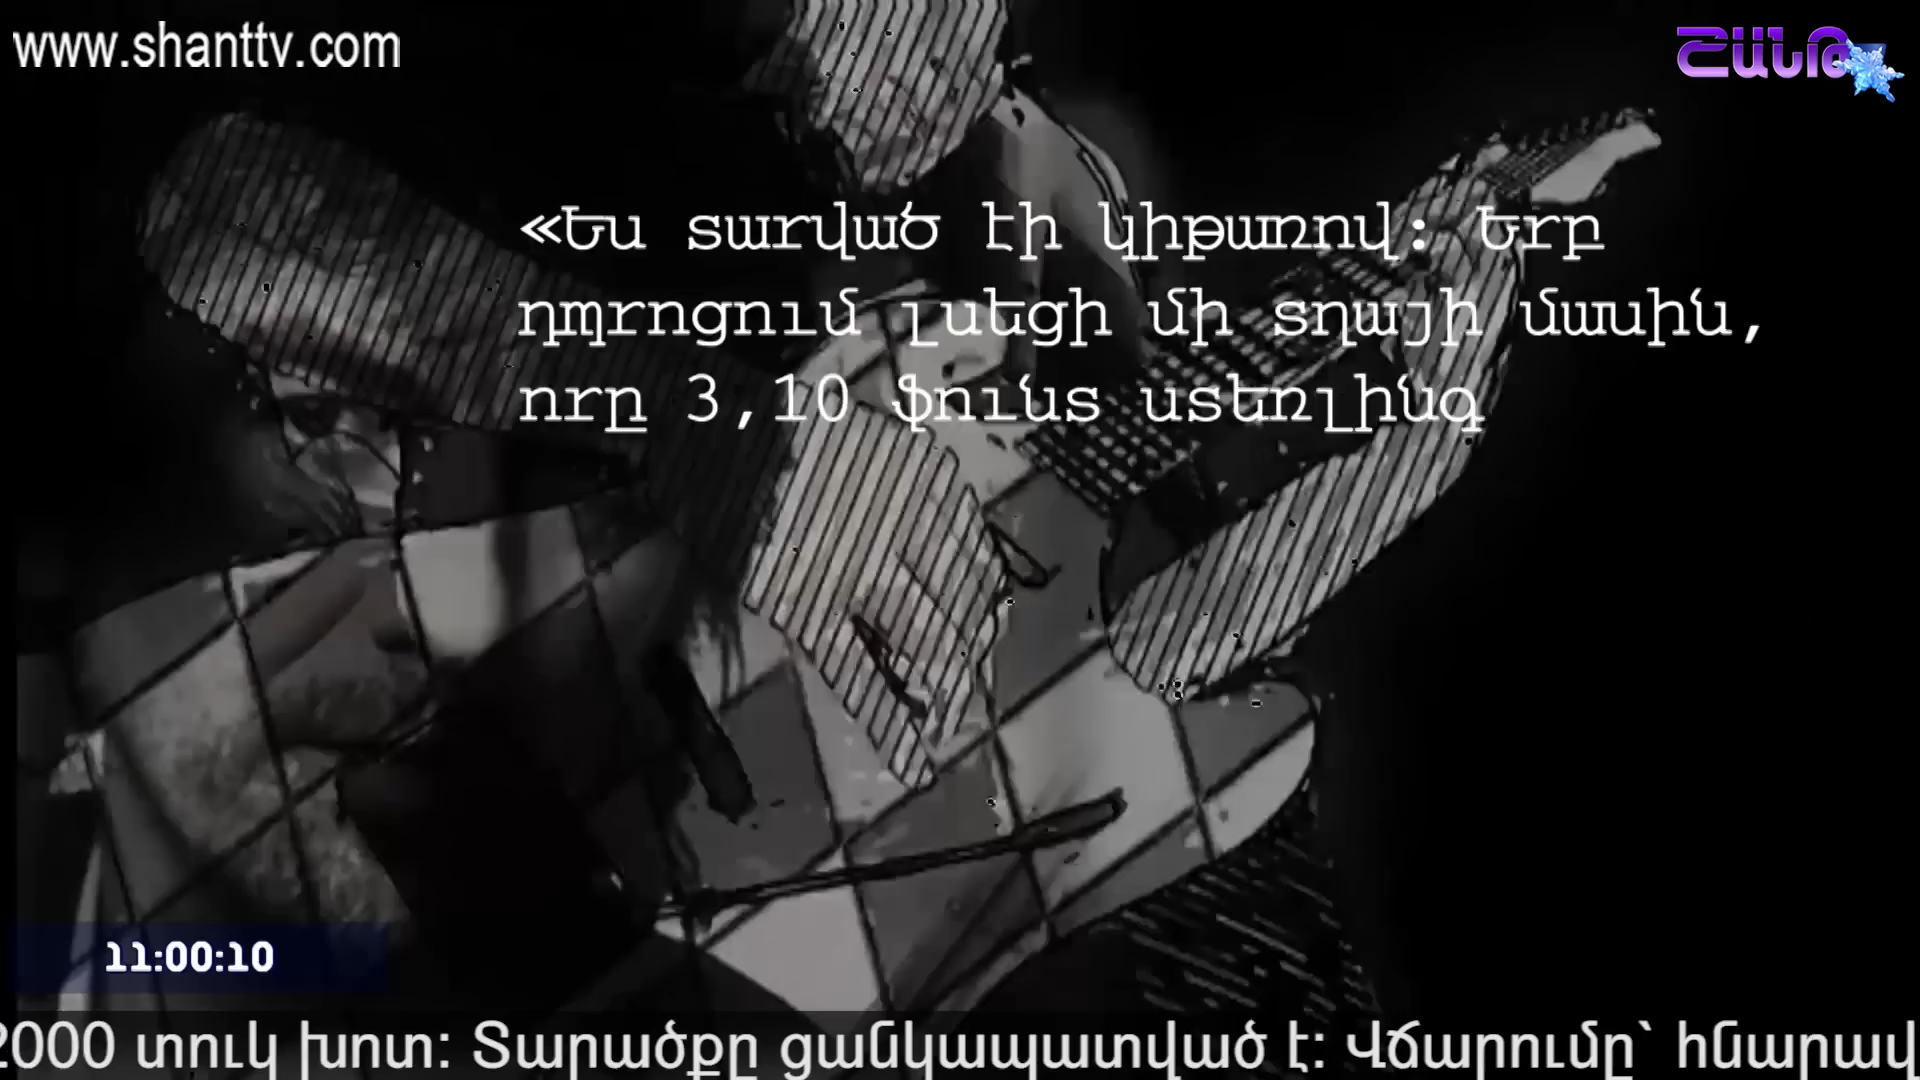 www.shanttv.com
ՇԱՆԹ
«Ես տարված էի կիթառով: Երբ
դպրոցում լսեցի մի տղայի մասին,
որը 3,10 ֆունտ ստեռլինգ
11:00:10
2000 տուկ խոտ: Տարածքը ցանկապատված է: Վճարումը՝ հնարավ